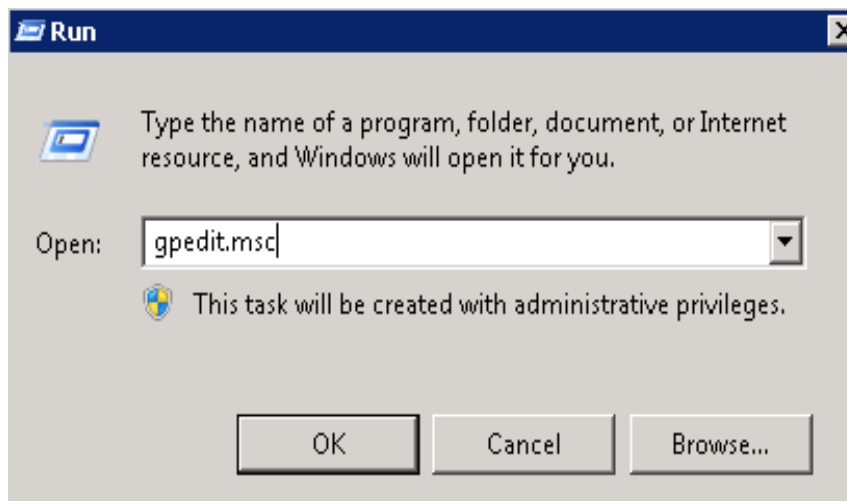 Run
Type the name of a program, folder, document, or Internet
resource, and Windows will open it for you.
Open:
gpedit.msc
This task will be created with administrative privileges.
OK
Cancel
Browse...